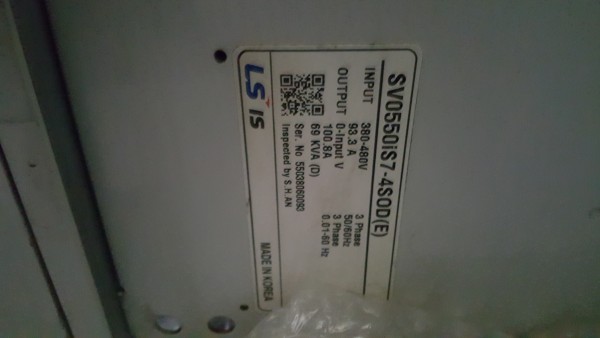 SV0550iS7-4SOD(E)
INPUT 380-480V 3 Phase
93.3 A 50/60Hz
OUTPUT 0-Input V 3 Phase
100.8A 0.01-60 Hz
69 KVA (D)
Ser. No 55038060093
Inspected by S.H.AN
LS IS
MADE IN KOREA